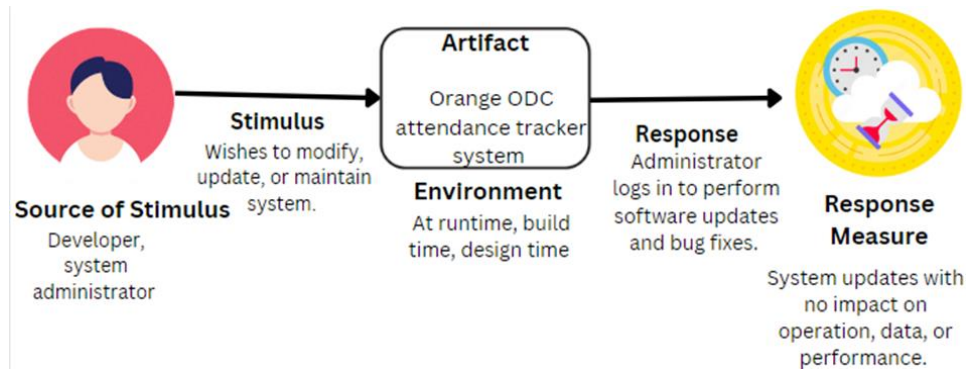 Source of Stimulus
Developer,
system
administrator
Stimulus
Wishes to modify,
update, or maintain
system.
Artifact
Orange ODC
attendance tracker
system
Environment
At runtime, build
time, design time
Response
Administrator
logs in to perform
software updates
and bug fixes.
Response
Measure
System updates with
no impact on
operation, data, or
performance.